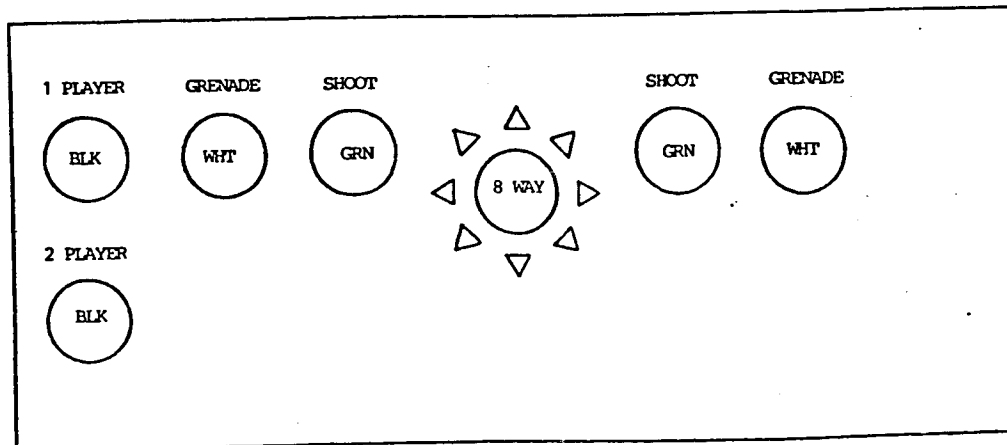 1 PLAYER GRENADE SHOOT SHOOT GRENADE
BLK WHT GRN GRN WHT
8 WAY
2 PLAYER
BLK